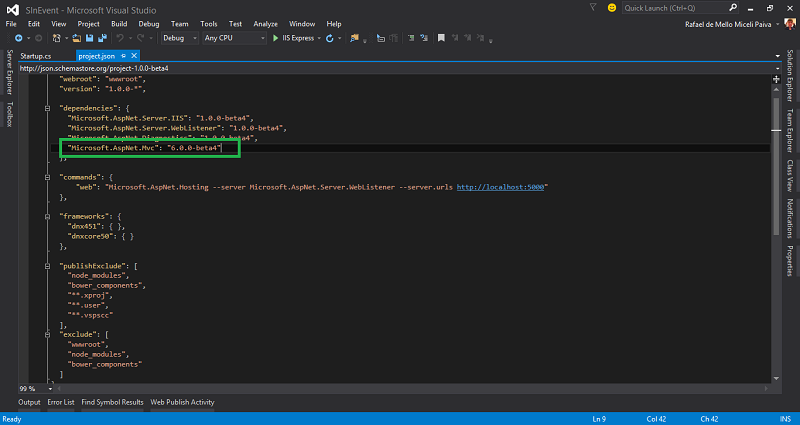 SInEvent - Microsoft Visual Studio
Quick Launch (Ctrl+Q)
File Edit View Project Build Debug Team Tools Test Analyze Window Help
Rafael de Mello Miceli Paiva
Debug Any CPU IIS Express
Server Explorer
Toolbox
Startup.cs project.json
http://json.schemastore.org/project-1.0.0-beta4
"webroot": "wwwroot",
"version": "1.0.0-*",
"dependencies": {
"Microsoft.AspNet.Server.IIS": "1.0.0-beta4",
"Microsoft.AspNet.Server.WebListener": "1.0.0-beta4",
"Microsoft.AspNet.Diagnostics": "1.0.0-beta4",
"Microsoft.AspNet.Mvc": "6.0.0-beta4"
},
"commands": {
"web": "Microsoft.AspNet.Hosting --server Microsoft.AspNet.Server.WebListener --server.urls http://localhost:5000"
},
"frameworks": {
"dnx451": { },
"dnxcore50": { }
},
"publishExclude": [
"node_modules",
"bower_components",
"**.xproj",
"**.user",
"**.vspscc"
],
"exclude": [
"wwwroot",
"node_modules",
"bower_components"
]
Solution Explorer
Team Explorer
Class View
Notifications
Properties
99 %
Output Error List Find Symbol Results Web Publish Activity
Ready Ln 9 Col 42 Ch 42 INS